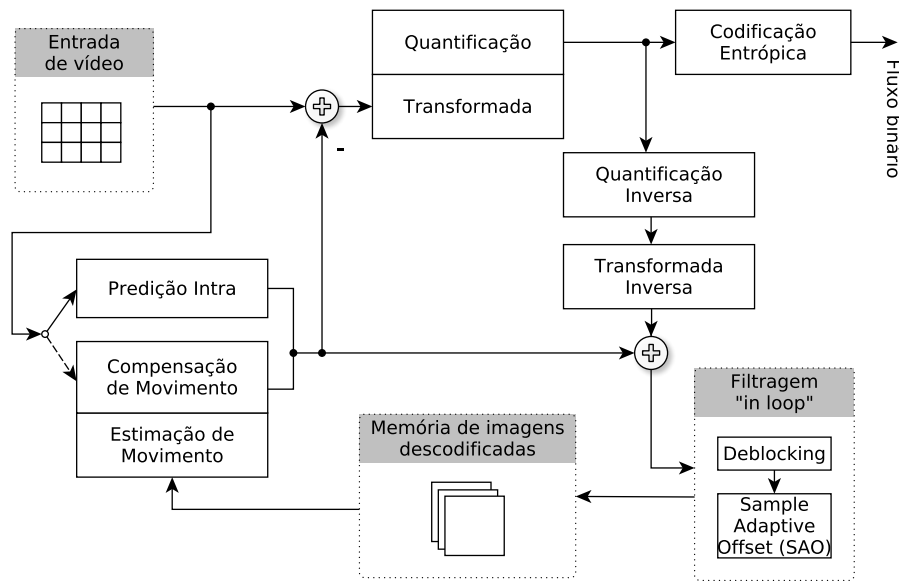 Entrada
de vídeo
Quantificação
Transformada
Codificação
Entrópica
Fluxo binário
-
Quantificação
Inversa
Transformada
Inversa
Predição Intra
Compensação
de Movimento
Estimação de
Movimento
Memória de imagens
descodificadas
Filtragem
"in loop"
Deblocking
Sample
Adaptive
Offset (SAO)